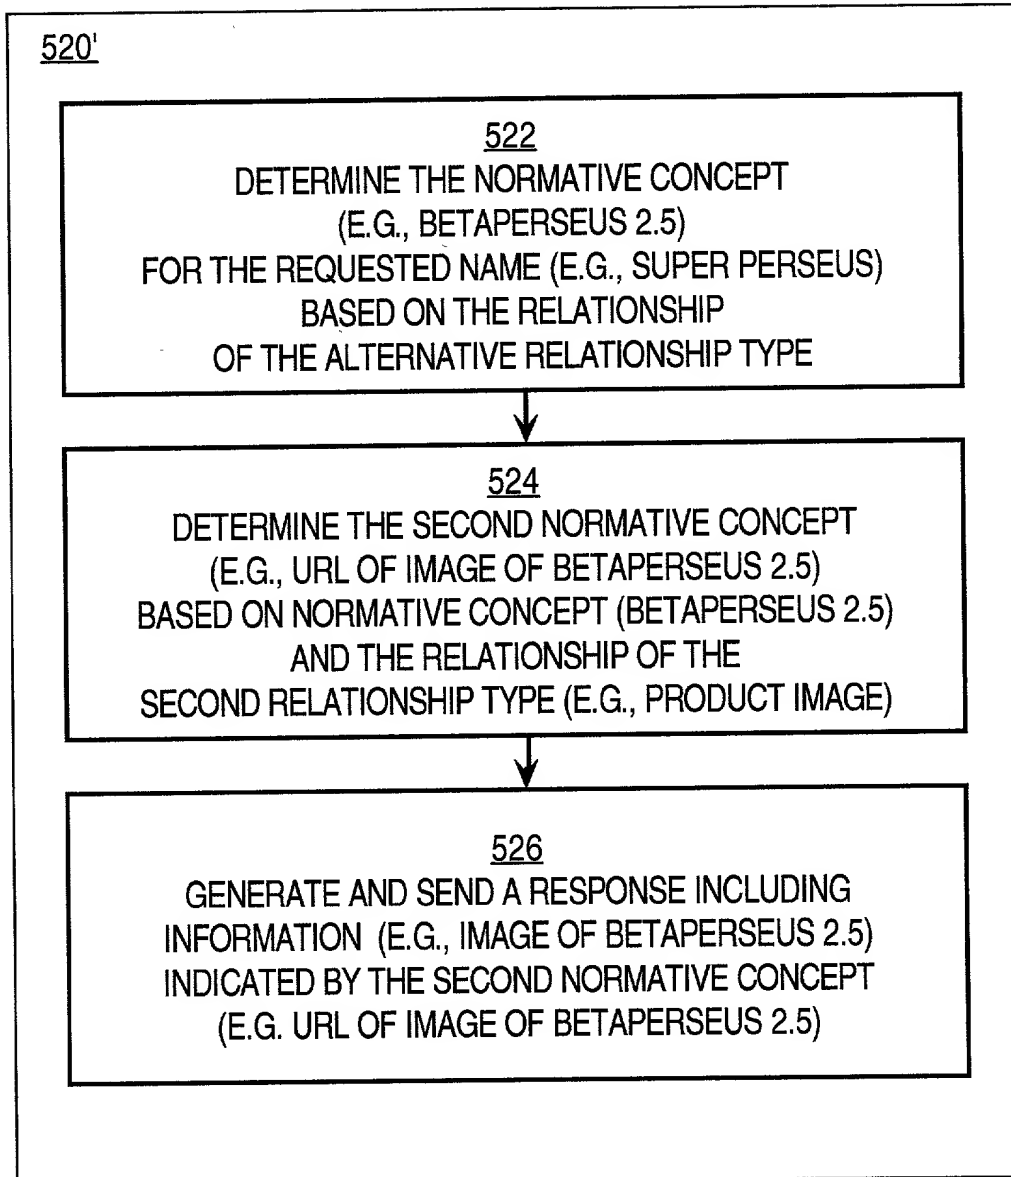 520'
522
DETERMINE THE NORMATIVE CONCEPT
(E.G., BETAPERSEUS 2.5)
FOR THE REQUESTED NAME (E.G., SUPER PERSEUS)
BASED ON THE RELATIONSHIP
OF THE ALTERNATIVE RELATIONSHIP TYPE
524
DETERMINE THE SECOND NORMATIVE CONCEPT
(E.G., URL OF IMAGE OF BETAPERSEUS 2.5)
BASED ON NORMATIVE CONCEPT (BETAPERSEUS 2.5)
AND THE RELATIONSHIP OF THE
SECOND RELATIONSHIP TYPE (E.G., PRODUCT IMAGE)
526
GENERATE AND SEND A RESPONSE INCLUDING
INFORMATION (E.G., IMAGE OF BETAPERSEUS 2.5)
INDICATED BY THE SECOND NORMATIVE CONCEPT
(E.G. URL OF IMAGE OF BETAPERSEUS 2.5)